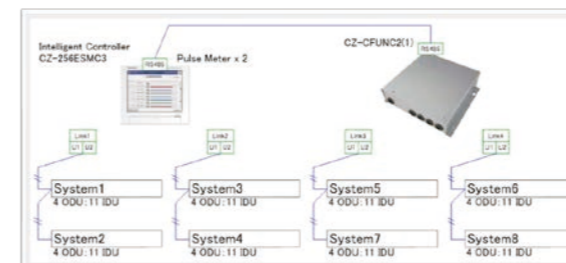 Intelligent Controller
CZ-256ESMC3
RS485
Pulse Meter x 2
CZ-CFUNC2(1)
RS485
Link1
U1 U2
Link2
U1 U2
Link3
U1 U2
Link4
U1 U2
System1
4 ODU:11 IDU
System3
4 ODU:11 IDU
System5
4 ODU:11 IDU
System6
4 ODU:11 IDU
System2
4 ODU:11 IDU
System4
4 ODU:11 IDU
System7
4 ODU:11 IDU
System8
4 ODU:11 IDU